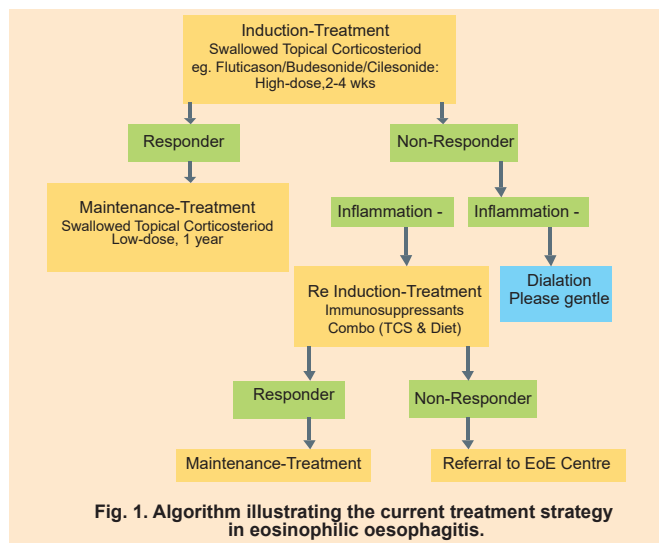 Induction-Treatment
Swallowed Topical Corticosteriod
eg. Fluticason/Budesonide/Cilesonide:
High-dose,2-4 wks
Responder
Non-Responder
Maintenance-Treatment
Swallowed Topical Corticosteriod
Low-dose, 1 year
Inflammation -
Inflammation -
Re Induction-Treatment
Immunosuppressants
Combo (TCS & Diet)
Dialation
Please gentle
Responder
Non-Responder
Maintenance-Treatment
Referral to EoE Centre
Fig. 1. Algorithm illustrating the current treatment strategy
in eosinophilic oesophagitis.